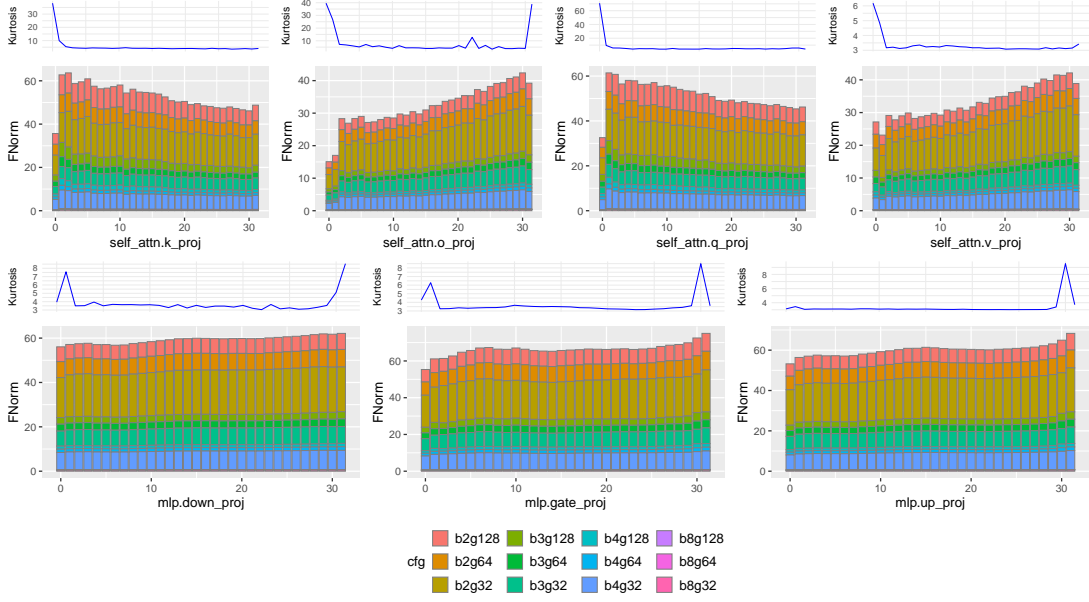 Kurtosis
30
20
10
Kurtosis
40
30
20
10
Kurtosis
60
40
20
Kurtosis
6
5
4
3
FNorm
60
40
20
0
0 10 20 30
self_attn.k_proj
FNorm
40
30
20
10
0
0 10 20 30
self_attn.o_proj
FNorm
60
40
20
0
0 10 20 30
self_attn.q_proj
FNorm
40
30
20
10
0
0 10 20 30
self_attn.v_proj
Kurtosis
8
7
6
5
4
3
Kurtosis
8
7
6
5
4
3
Kurtosis
8
6
4
FNorm
60
40
20
0
0 10 20 30
mlp.down_proj
FNorm
60
40
20
0
0 10 20 30
mlp.gate_proj
FNorm
60
40
20
0
0 10 20 30
mlp.up_proj
b2g128 b3g128 b4g128 b8g128
cfg b2g64 b3g64 b4g64 b8g64
b2g32 b3g32 b4g32 b8g32